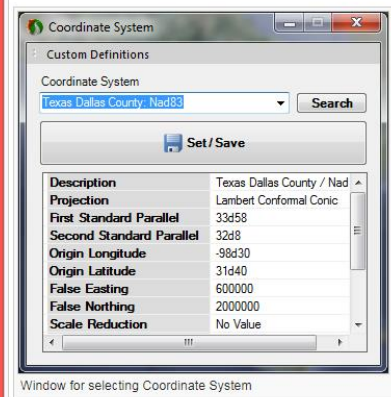 Coordinate System
Custom Definitions
Coordinate System
Texas Dallas County: Nad83
Search
Set / Save
Description Texas Dallas County / Nad
Projection Lambert Conformal Conic
First Standard Parallel 33d58
Second Standard Parallel 32d8
Origin Longitude -98d30
Origin Latitude 31d40
False Easting 600000
False Northing 2000000
Scale Reduction No Value
Window for selecting Coordinate System